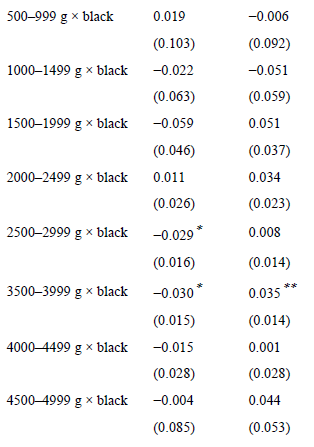 500–999 g × black 0.019 −0.006
(0.103) (0.092)
1000–1499 g × black −0.022 −0.051
(0.063) (0.059)
1500–1999 g × black −0.059 0.051
(0.046) (0.037)
2000–2499 g × black 0.011 0.034
(0.026) (0.023)
2500–2999 g × black −0.029* 0.008
(0.016) (0.014)
3500–3999 g × black −0.030* 0.035**
(0.015) (0.014)
4000–4499 g × black −0.015 0.001
(0.028) (0.028)
4500–4999 g × black −0.004 0.044
(0.085) (0.053)